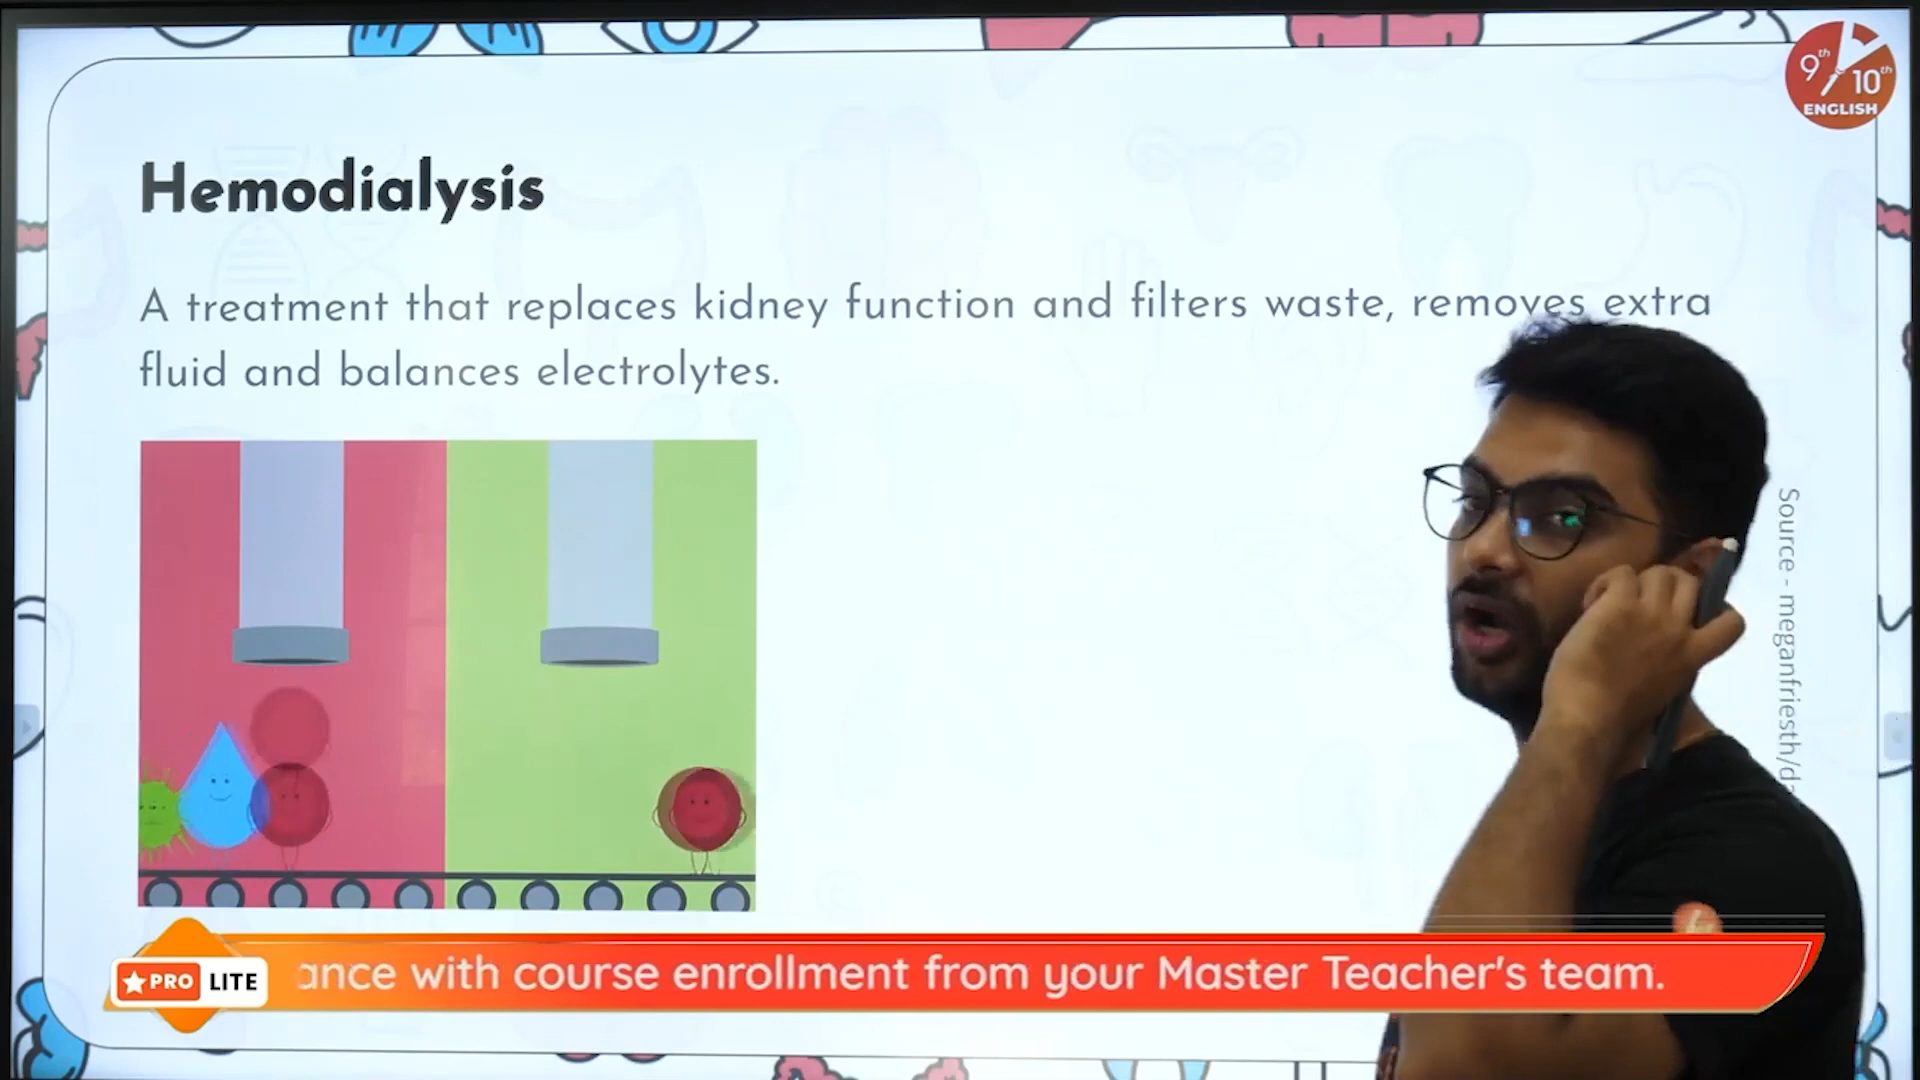 9th 10th
ENGLISH
Hemodialysis
A treatment that replaces kidney function and filters waste, removes extra
fluid and balances electrolytes.
Source - meganfriesth/d
PRO LITE
ance with course enrollment from your Master Teacher's team.